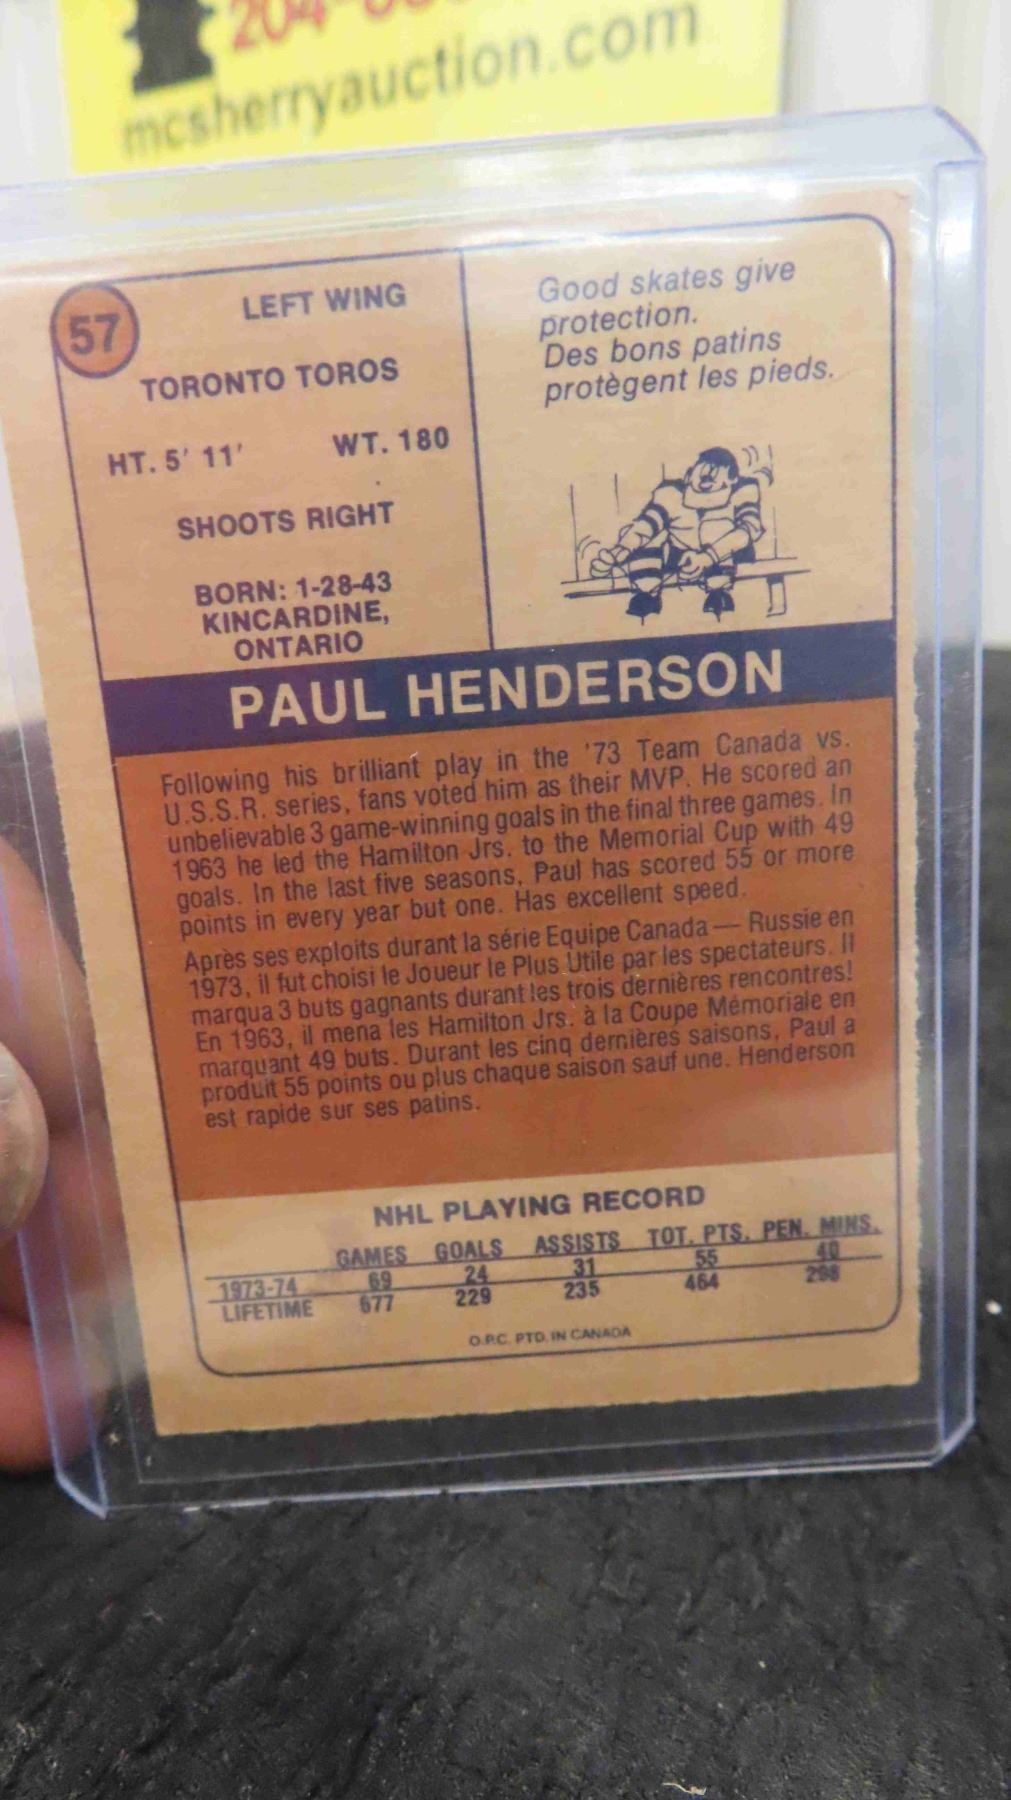 204-
mcsherryauction.com
57
LEFT WING
TORONTO TOROS
HT. 5' 11' WT. 180
SHOOTS RIGHT
BORN: 1-28-43
KINCARDINE,
ONTARIO
Good skates give
protection.
Des bons patins
protègent les pieds.
PAUL HENDERSON
Following his brilliant play in the '73 Team Canada vs.
U.S.S.R. series, fans voted him as their MVP. He scored an
unbelievable 3 game-winning goals in the final three games. In
1963 he led the Hamilton Jrs. to the Memorial Cup with 49
goals. In the last five seasons, Paul has scored 55 or more
points in every year but one. Has excellent speed.
Après ses exploits durant la série Equipe Canada — Russie en
1973, il fut choisi le Joueur le Plus Utile par les spectateurs. Il
marqua 3 buts gagnants durant les trois dernières rencontres!
En 1963, il mena les Hamilton Jrs. à la Coupe Mémoriale en
marquant 49 buts. Durant les cinq dernières saisons, Paul a
produit 55 points ou plus chaque saison sauf une. Henderson
est rapide sur ses patins.
NHL PLAYING RECORD
GAMES GOALS ASSISTS TOT. PTS. PEN. MINS.
1973-74 69 24 31 55 40
LIFETIME 677 229 235 464 298
O.P.C. PTD. IN CANADA